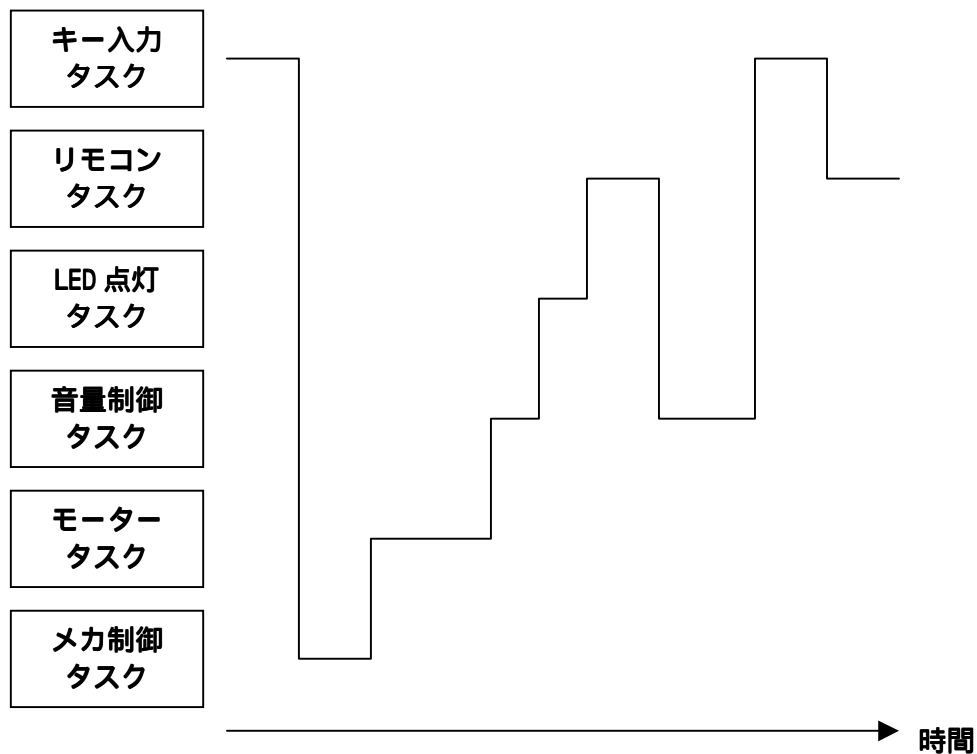 キー入力
タスク
リモコン
タスク
LED 点灯
タスク
音量制御
タスク
モーター
タスク
メカ制御
タスク
時間